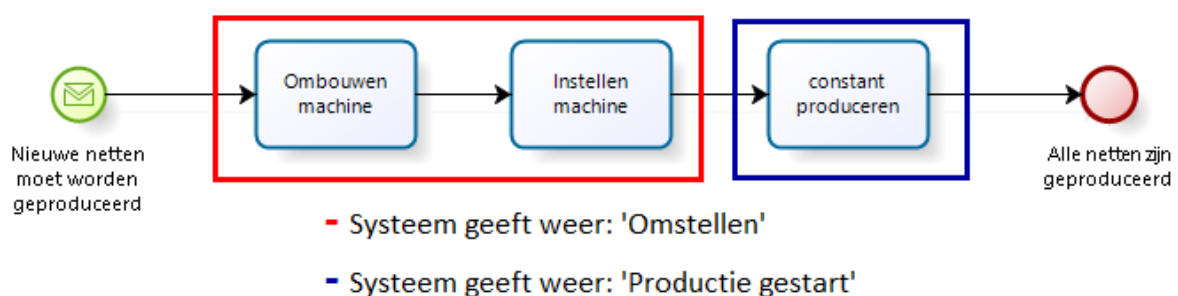 Ombouwen
machine
Instellen
machine
constant
produceren
Nieuwe netten
moet worden
geproduceerd
Alle netten zijn
geproduceerd
- Systeem geeft weer: 'Omstellen'
- Systeem geeft weer: 'Productie gestart'